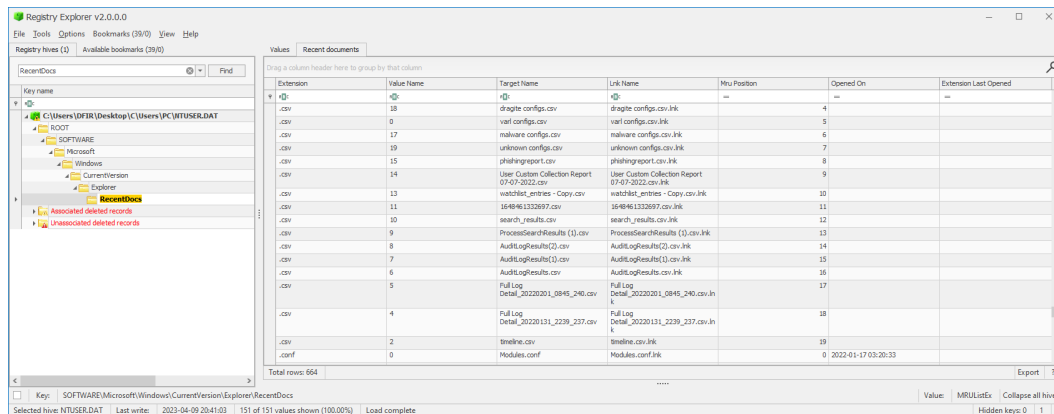 Registry Explorer v2.0.0.0
File Tools Options Bookmarks (39/0) View Help
Registry hives (1) Available bookmarks (39/0)
RecentDocs Find
Key name
C:\Users\DFIR\Desktop\C\Users\PC\NTUSER.DAT
ROOT
SOFTWARE
Microsoft
Windows
CurrentVersion
Explorer
RecentDocs
Associated deleted records
Unassociated deleted records
Values Recent documents
Drag a column header here to group by that column
Extension Value Name Target Name Lnk Name Mru Position Opened On Extension Last Opened
= = =
.csv 18 dragite configs.csv dragite configs.csv.lnk 4
.csv 0 varl configs.csv varl configs.csv.lnk 5
.csv 17 malware configs.csv malware configs.csv.lnk 6
.csv 19 unknown configs.csv unknown configs.csv.lnk 7
.csv 15 phishingreport.csv phishingreport.csv.lnk 8
.csv 14 User Custom Collection Report User Custom Collection Report 9
07-07-2022.csv 07-07-2022.csv.lnk
.csv 13 watchlist_entries - Copy.csv watchlist_entries - Copy.csv.lnk 10
.csv 11 1648461332697.csv 1648461332697.csv.lnk 11
.csv 10 search_results.csv search_results.csv.lnk 12
.csv 9 ProcessSearchResults (1).csv ProcessSearchResults (1).csv.lnk 13
.csv 8 AuditLogResults(2).csv AuditLogResults(2).csv.lnk 14
.csv 7 AuditLogResults(1).csv AuditLogResults(1).csv.lnk 15
.csv 6 AuditLogResults.csv AuditLogResults.csv.lnk 16
.csv 5 Full Log Full Log 17
Detail_20220201_0845_240.csv Detail_20220201_0845_240.csv.ln
k
.csv 4 Full Log Full Log 18
Detail_20220131_2239_237.csv Detail_20220131_2239_237.csv.ln
k
.csv 2 timeline.csv timeline.csv.lnk 19
.conf 0 Modules.conf Modules.conf.lnk 0 2022-01-17 03:20:33
Total rows: 664 Export ?
Key: SOFTWARE\Microsoft\Windows\CurrentVersion\Explorer\RecentDocs Value: MRUListEx Collapse all hive
Selected hive: NTUSER.DAT Last write: 2023-04-09 20:41:03 151 of 151 values shown (100.00%) Load complete Hidden keys: 0 1